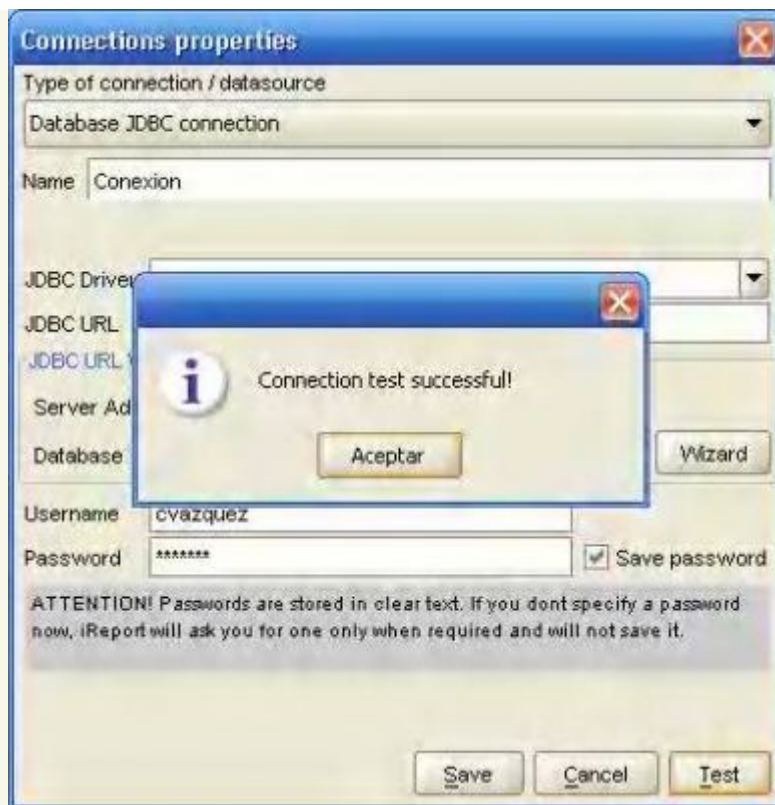 Connections properties
Type of connection / datasource
Database JDBC connection
Name Conexion
JDBC Driver
JDBC URL
JDBC URL
Connection test successful!
Server Ad
Aceptar
Database
Wizard
Username cvazquez
Password ******* Save password
ATTENTION! Passwords are stored in clear text. If you dont specify a password
now, iReport will ask you for one only when required and will not save it.
Save Cancel Test